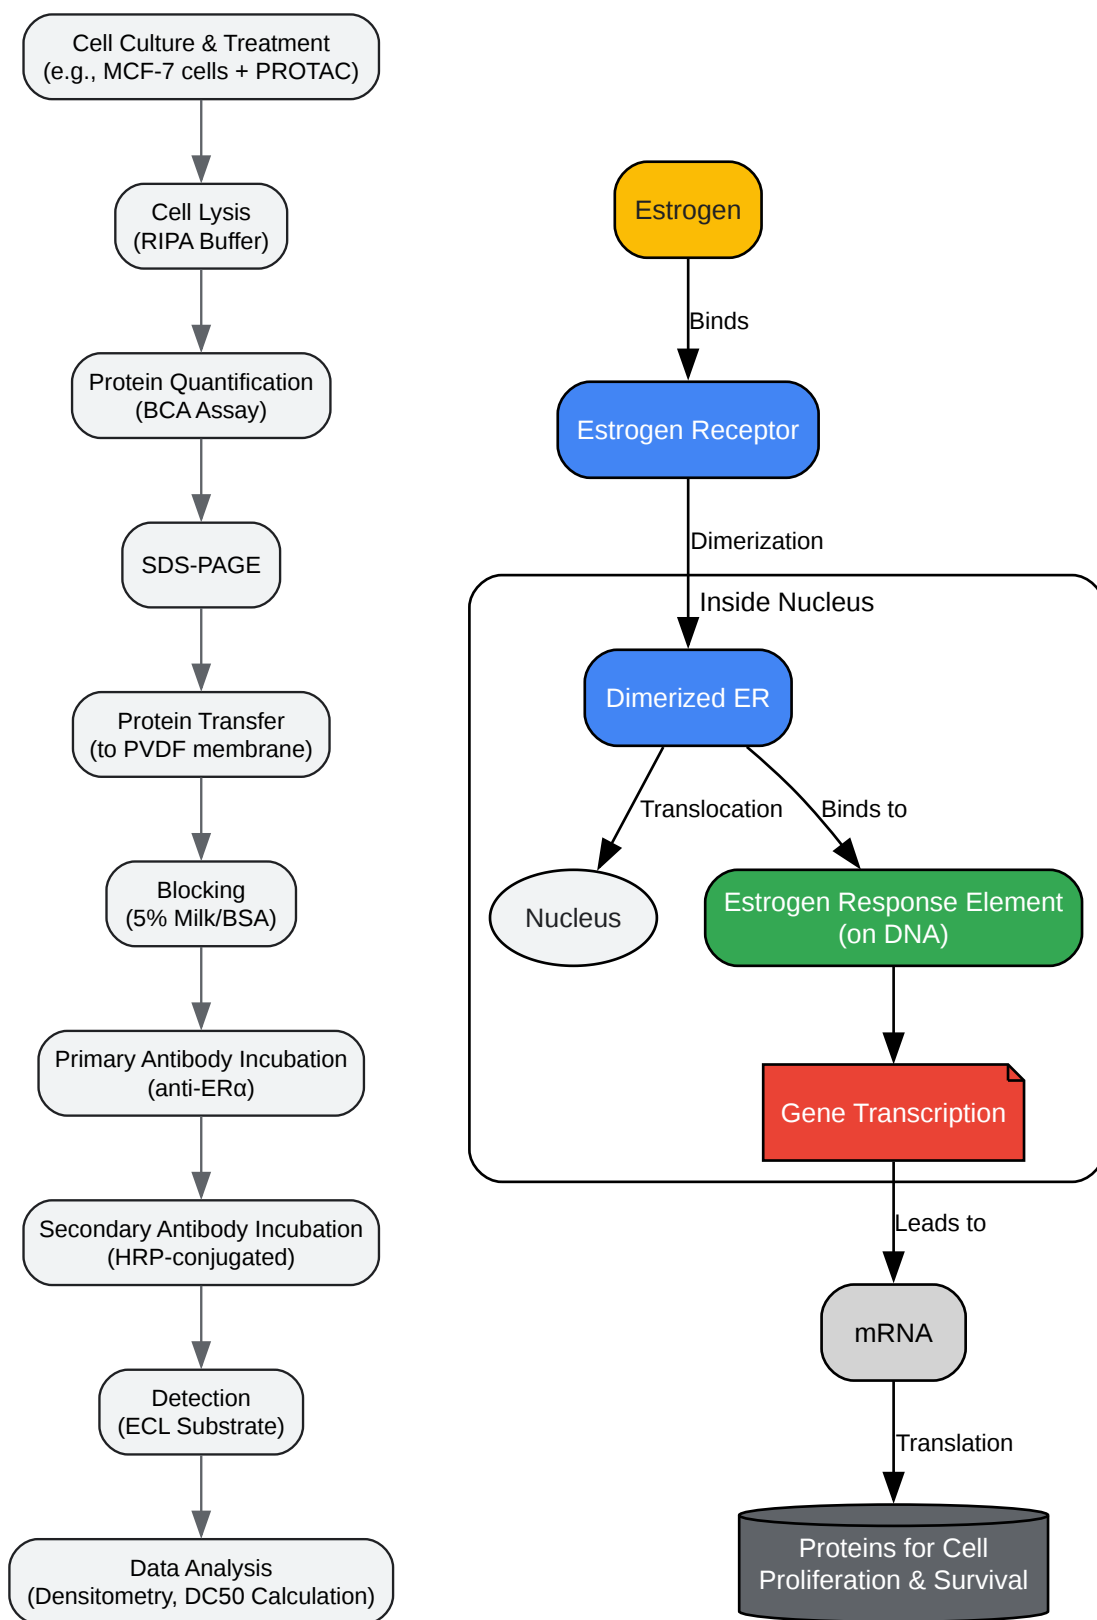 Cell Culture & Treatment
(e.g., MCF-7 cells + PROTAC)
Cell Lysis
(RIPA Buffer)
Protein Quantification
(BCA Assay)
SDS-PAGE
Protein Transfer
(to PVDF membrane)
Blocking
(5% Milk/BSA)
Primary Antibody Incubation
(anti-ERα)
Secondary Antibody Incubation
(HRP-conjugated)
Detection
(ECL Substrate)
Data Analysis
(Densitometry, DC50 Calculation)
Estrogen
Binds
Estrogen Receptor
Dimerization
Inside Nucleus
Dimerized ER
Translocation
Binds to
Nucleus
Estrogen Response Element
(on DNA)
Gene Transcription
Leads to
mRNA
Translation
Proteins for Cell
Proliferation & Survival